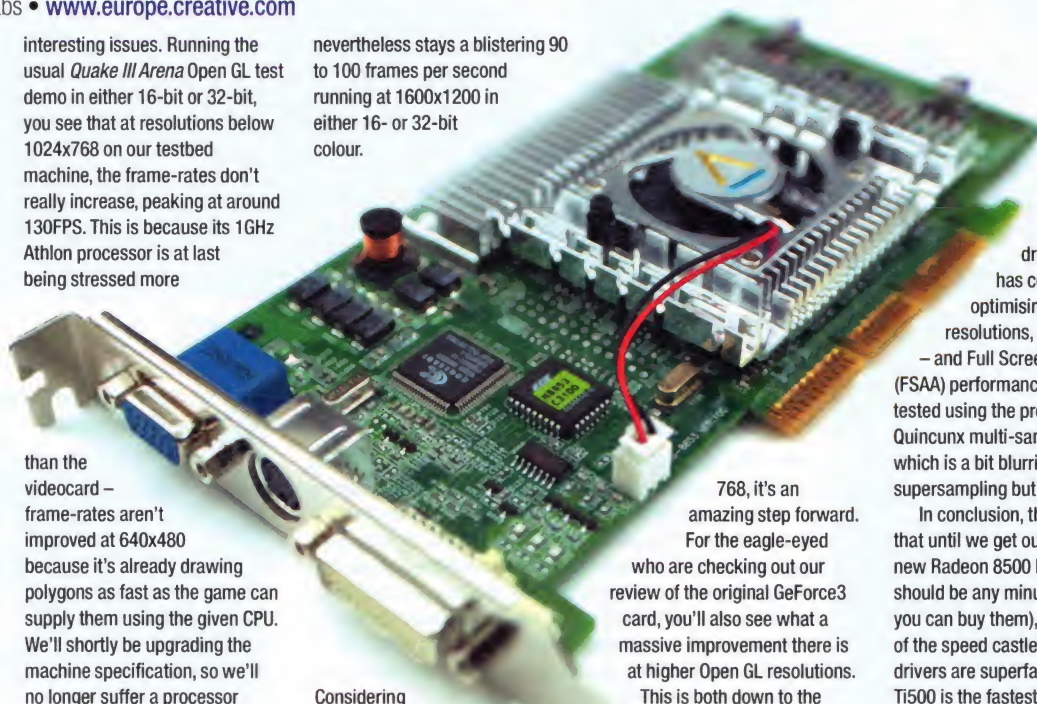 bs • www.europe.creative.com
interesting issues. Running the
usual Quake III Arena Open GL test
demo in either 16-bit or 32-bit,
you see that at resolutions below
1024x768 on our testbed
machine, the frame-rates don't
really increase, peaking at around
130FPS. This is because its 1GHz
Athlon processor is at last
being stressed more
than the
videocard –
frame-rates aren't
improved at 640x480
because it's already drawing
polygons as fast as the game can
supply them using the given CPU.
We'll shortly be upgrading the
machine specification, so we'll
no longer suffer a processor
nevertheless stays a blistering 90
to 100 frames per second
running at 1600x1200 in
either 16- or 32-bit
colour.
Considering
768, it's an
amazing step forward.
For the eagle-eyed
who are checking out our
review of the original GeForce3
card, you'll also see what a
massive improvement there is
at higher Open GL resolutions.
This is both down to the
dr
has c
optimisin
resolutions,
– and Full Scree
(FSAA) performanc
tested using the pr
Quincunx multi-sar
which is a bit blurri
supersampling but
In conclusion, th
that until we get ou
new Radeon 8500
should be any minu
you can buy them),
of the speed castle
drivers are superfa
Ti500 is the fastest